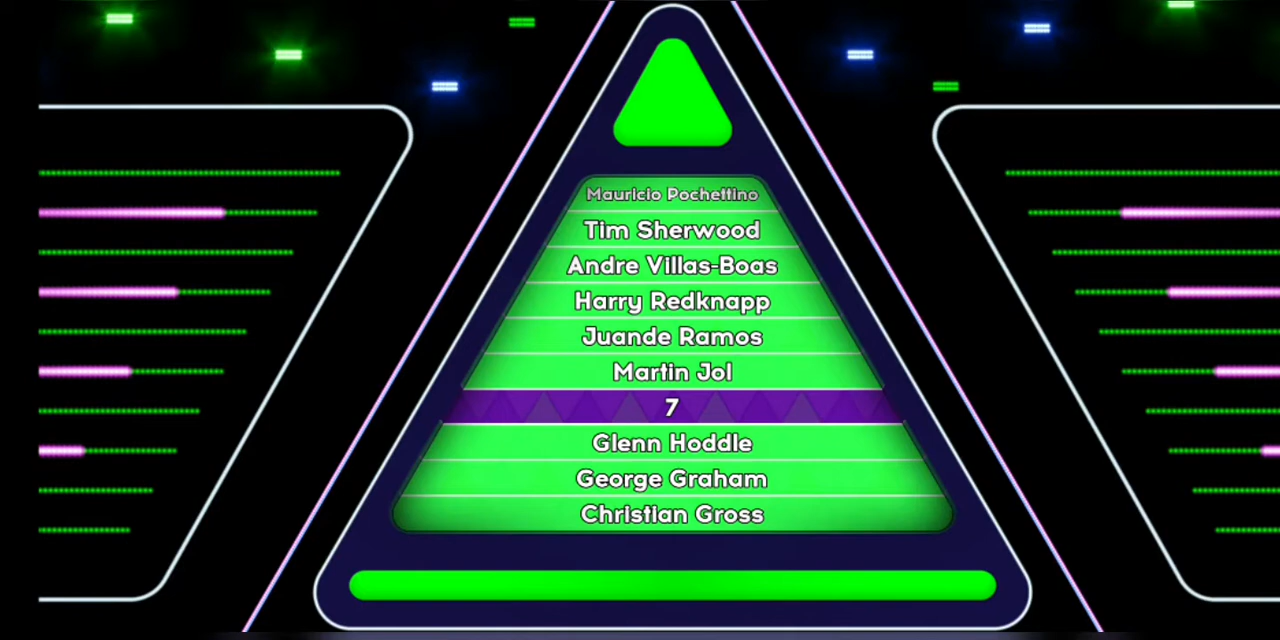 Mauricio Pochettino
Tim Sherwood
Andre Villas-Boas
Harry Redknapp
Juande Ramos
Martin Jol
7
Glenn Hoddle
George Graham
Christian Gross